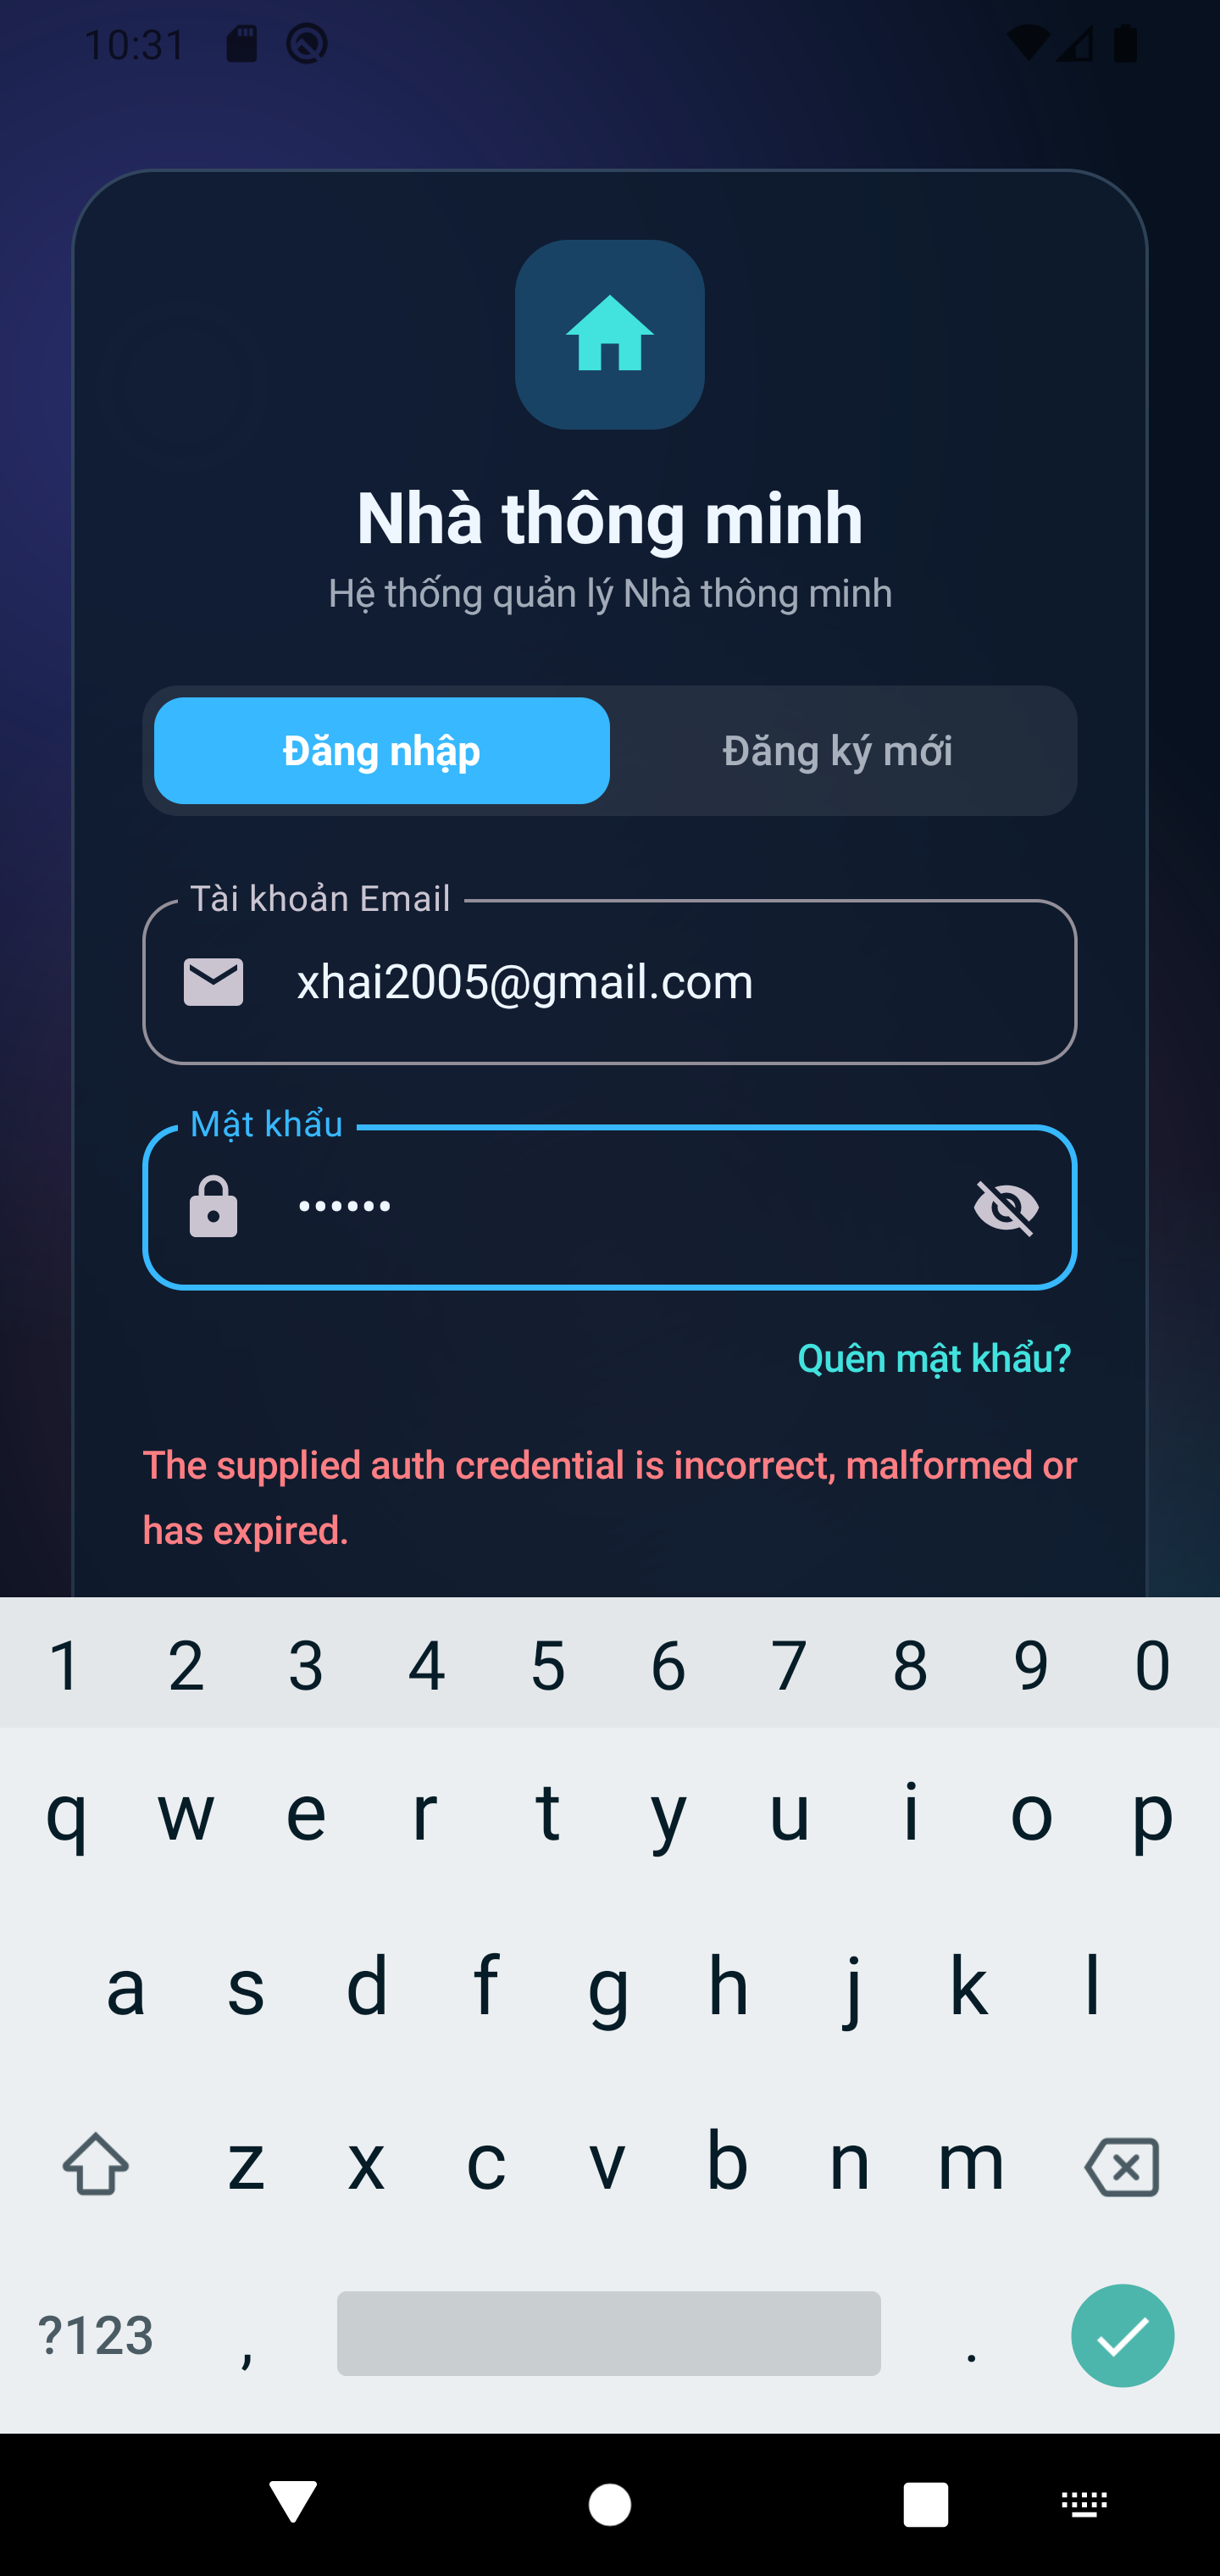 10:31
Nhà thông minh
Hệ thống quản lý Nhà thông minh
Đăng nhập
Đăng ký mới
Tài khoản Email
xhai2005@gmail.com
Mật khẩu
••••••
Quên mật khẩu?
The supplied auth credential is incorrect, malformed or
has expired.
1 2 3 4 5 6 7 8 9 0
q w e r t y u i o p
a s d f g h j k l
z x c v b n m
?123 , .